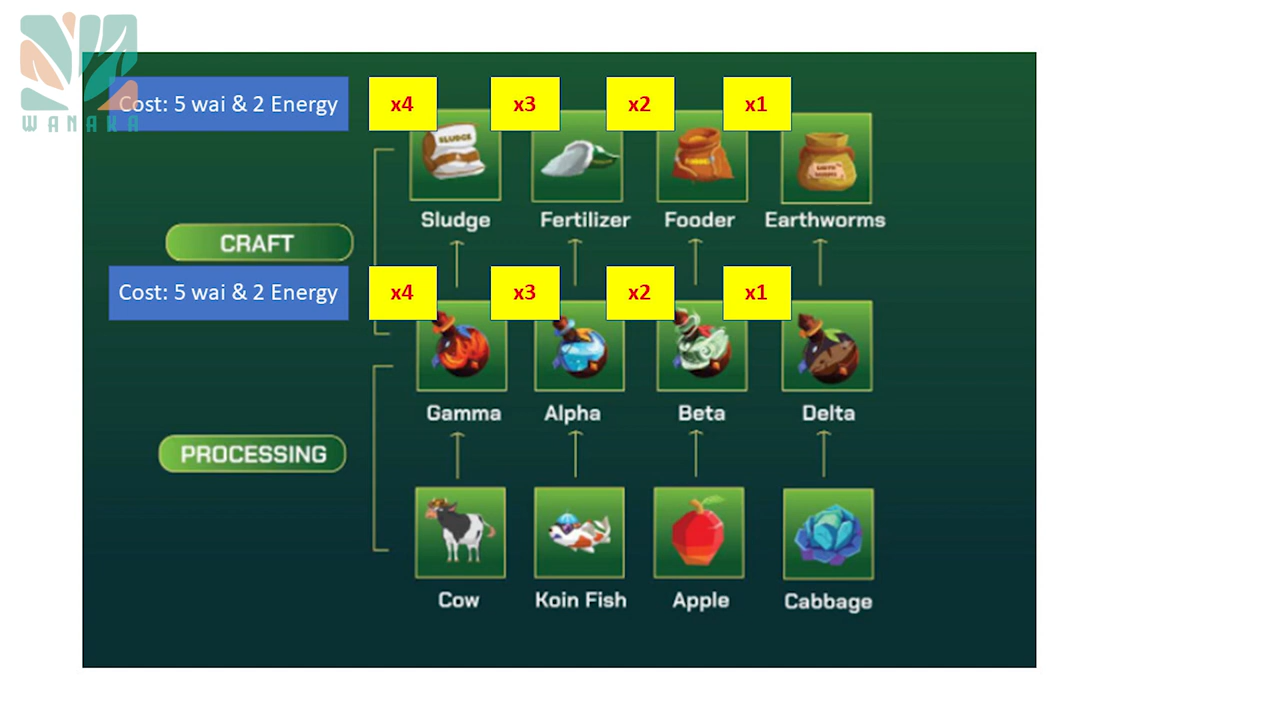 WANAKA
Cost: 5 wai & 2 Energy
x4 x3 x2 x1
SLUDGE
Sludge Fertilizer Fooder Earthworms
CRAFT
Cost: 5 wai & 2 Energy
x4 x3 x2 x1
Gamma Alpha Beta Delta
PROCESSING
Cow Koin Fish Apple Cabbage